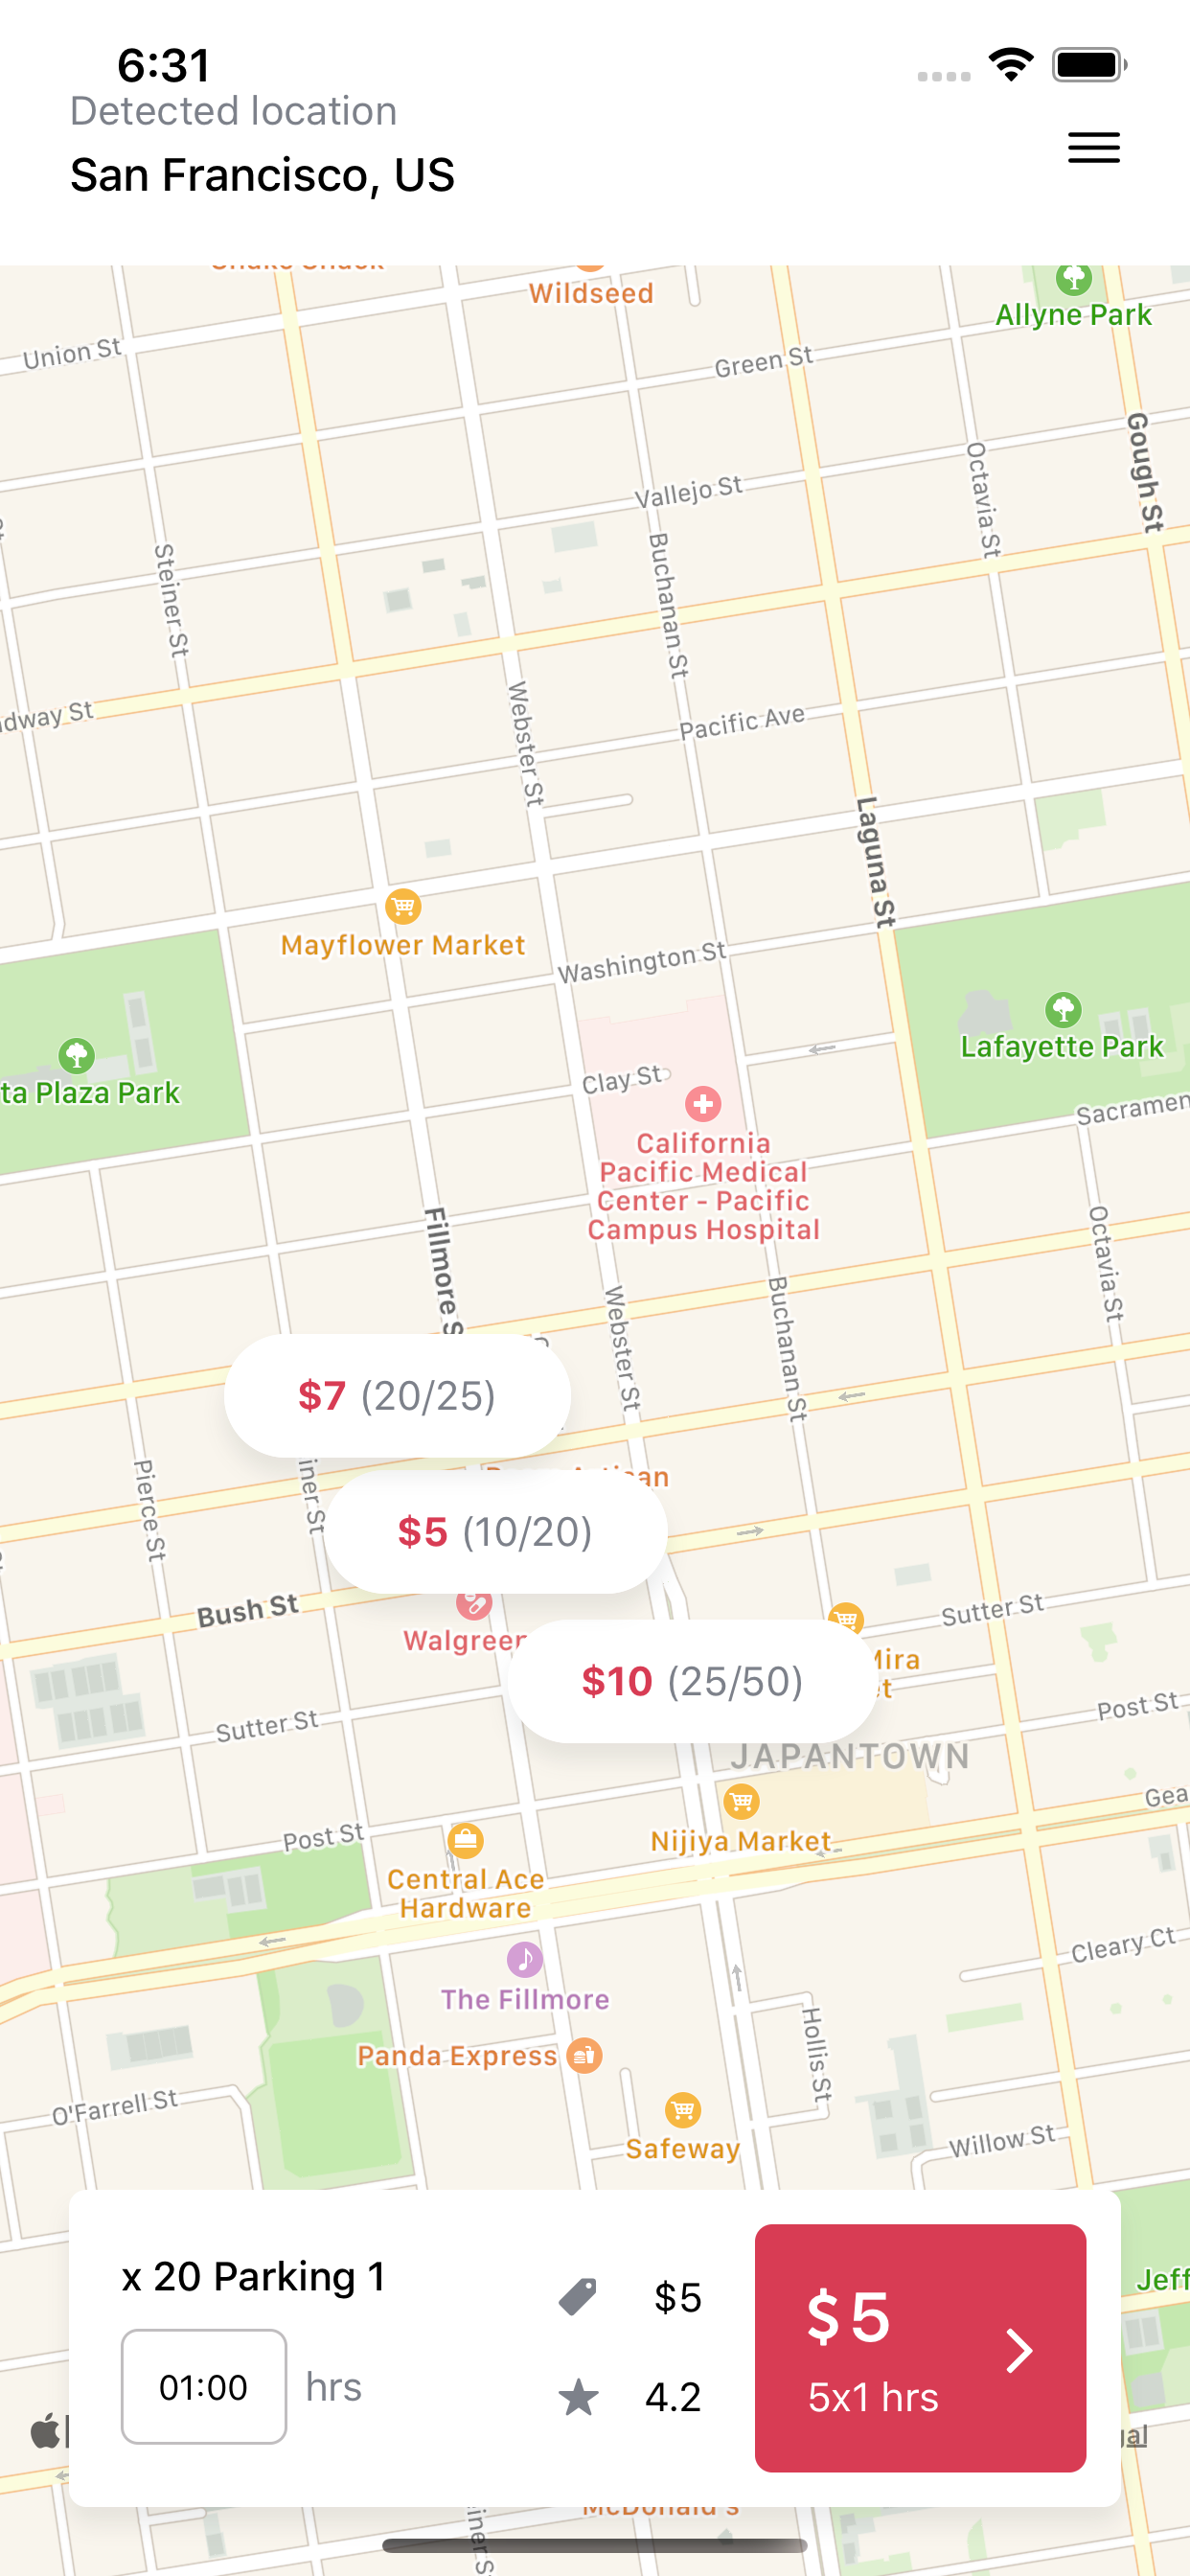 6:31
Detected location
San Francisco, US
Wildseed
Allyne Park
Union St
Green St
Gough St
Octavia St
Vallejo St
Buchanan St
Steiner St
dway St
Webster St
Pacific Ave
Laguna St
Mayflower Market
Washington St
Lafayette Park
ta Plaza Park
Clay St
Sacramen
California
Pacific Medical
Center - Pacific
Campus Hospital
Fillmore S
Octavia St
Webster St
Buchanan St
$7 (20/25)
Pierce St
iner St
$5 (10/20)
Bush St
Sutter St
Walgreen
Mira
et
$10 (25/50)
Sutter St
Post St
JAPANTOWN
Gea
Nijiya Market
Post St
Central Ace
Hardware
Cleary Ct
The Fillmore
Hollis St
Panda Express
O'Farrell St
Safeway
Willow St
Jeff
x 20 Parking 1
$5
$5
01:00 hrs
4.2
5x1 hrs
gal
McDonald's
iner S